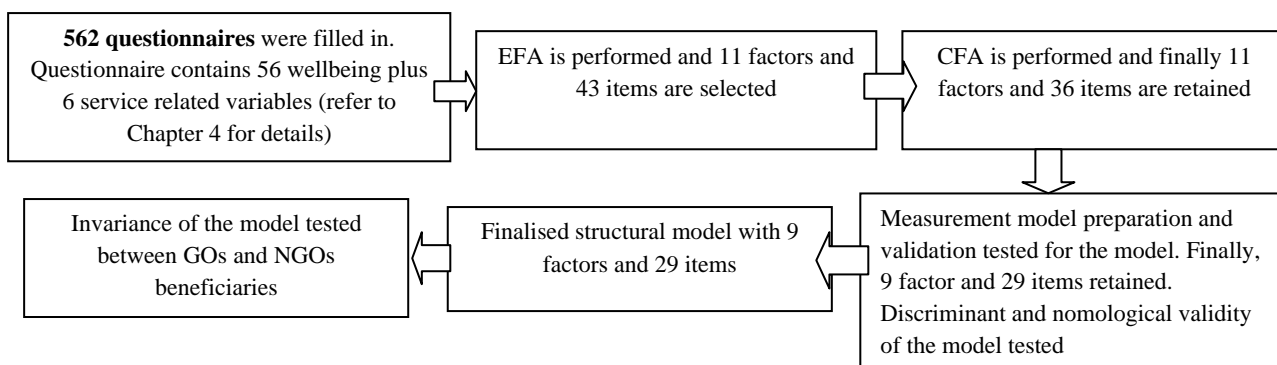 562 questionnaires were filled in.
Questionnaire contains 56 wellbeing plus
6 service related variables (refer to
Chapter 4 for details)
EFA is performed and 11 factors and
43 items are selected
CFA is performed and finally 11
factors and 36 items are retained
Measurement model preparation and
validation tested for the model. Finally,
9 factor and 29 items retained.
Discriminant and nomological validity
of the model tested
Finalised structural model with 9
factors and 29 items
Invariance of the model tested
between GOs and NGOs
beneficiaries